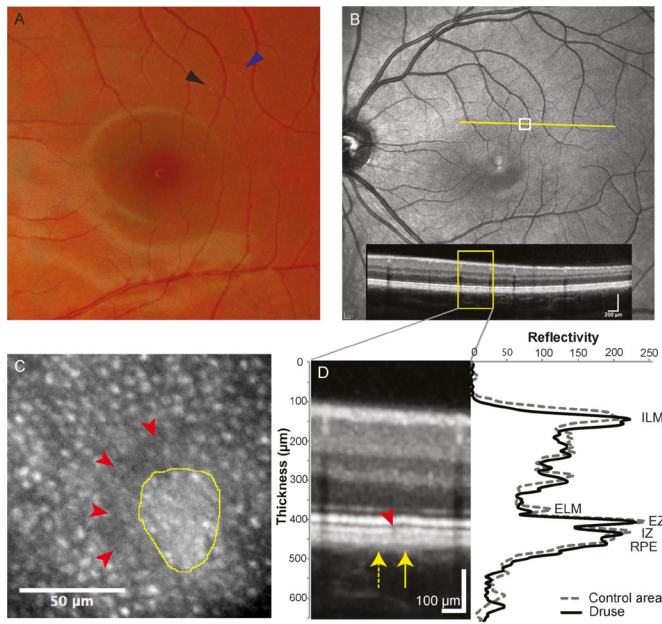 A
B
200 µm
C
50 µm
D
Thickness (µm)
0
100
200
300
400
500
600
100 µm
Reflectivity
0 50 100 150 200 250
ILM
ELM
EZ
IZ
RPE
Control area
Druse